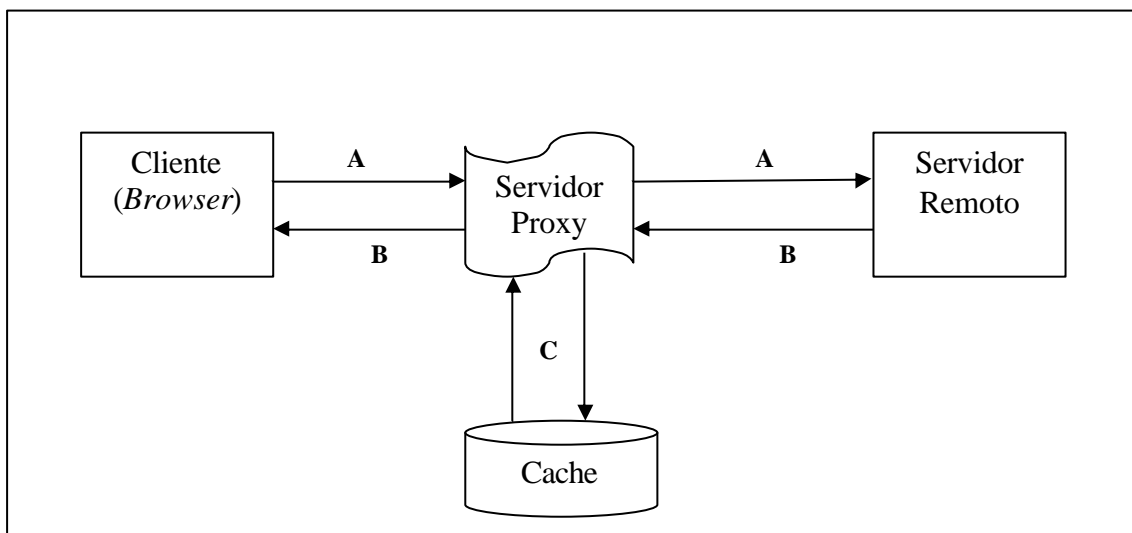 Cliente
(Browser)
A
Servidor
Proxy
A
Servidor
Remoto
B
B
C
Cache